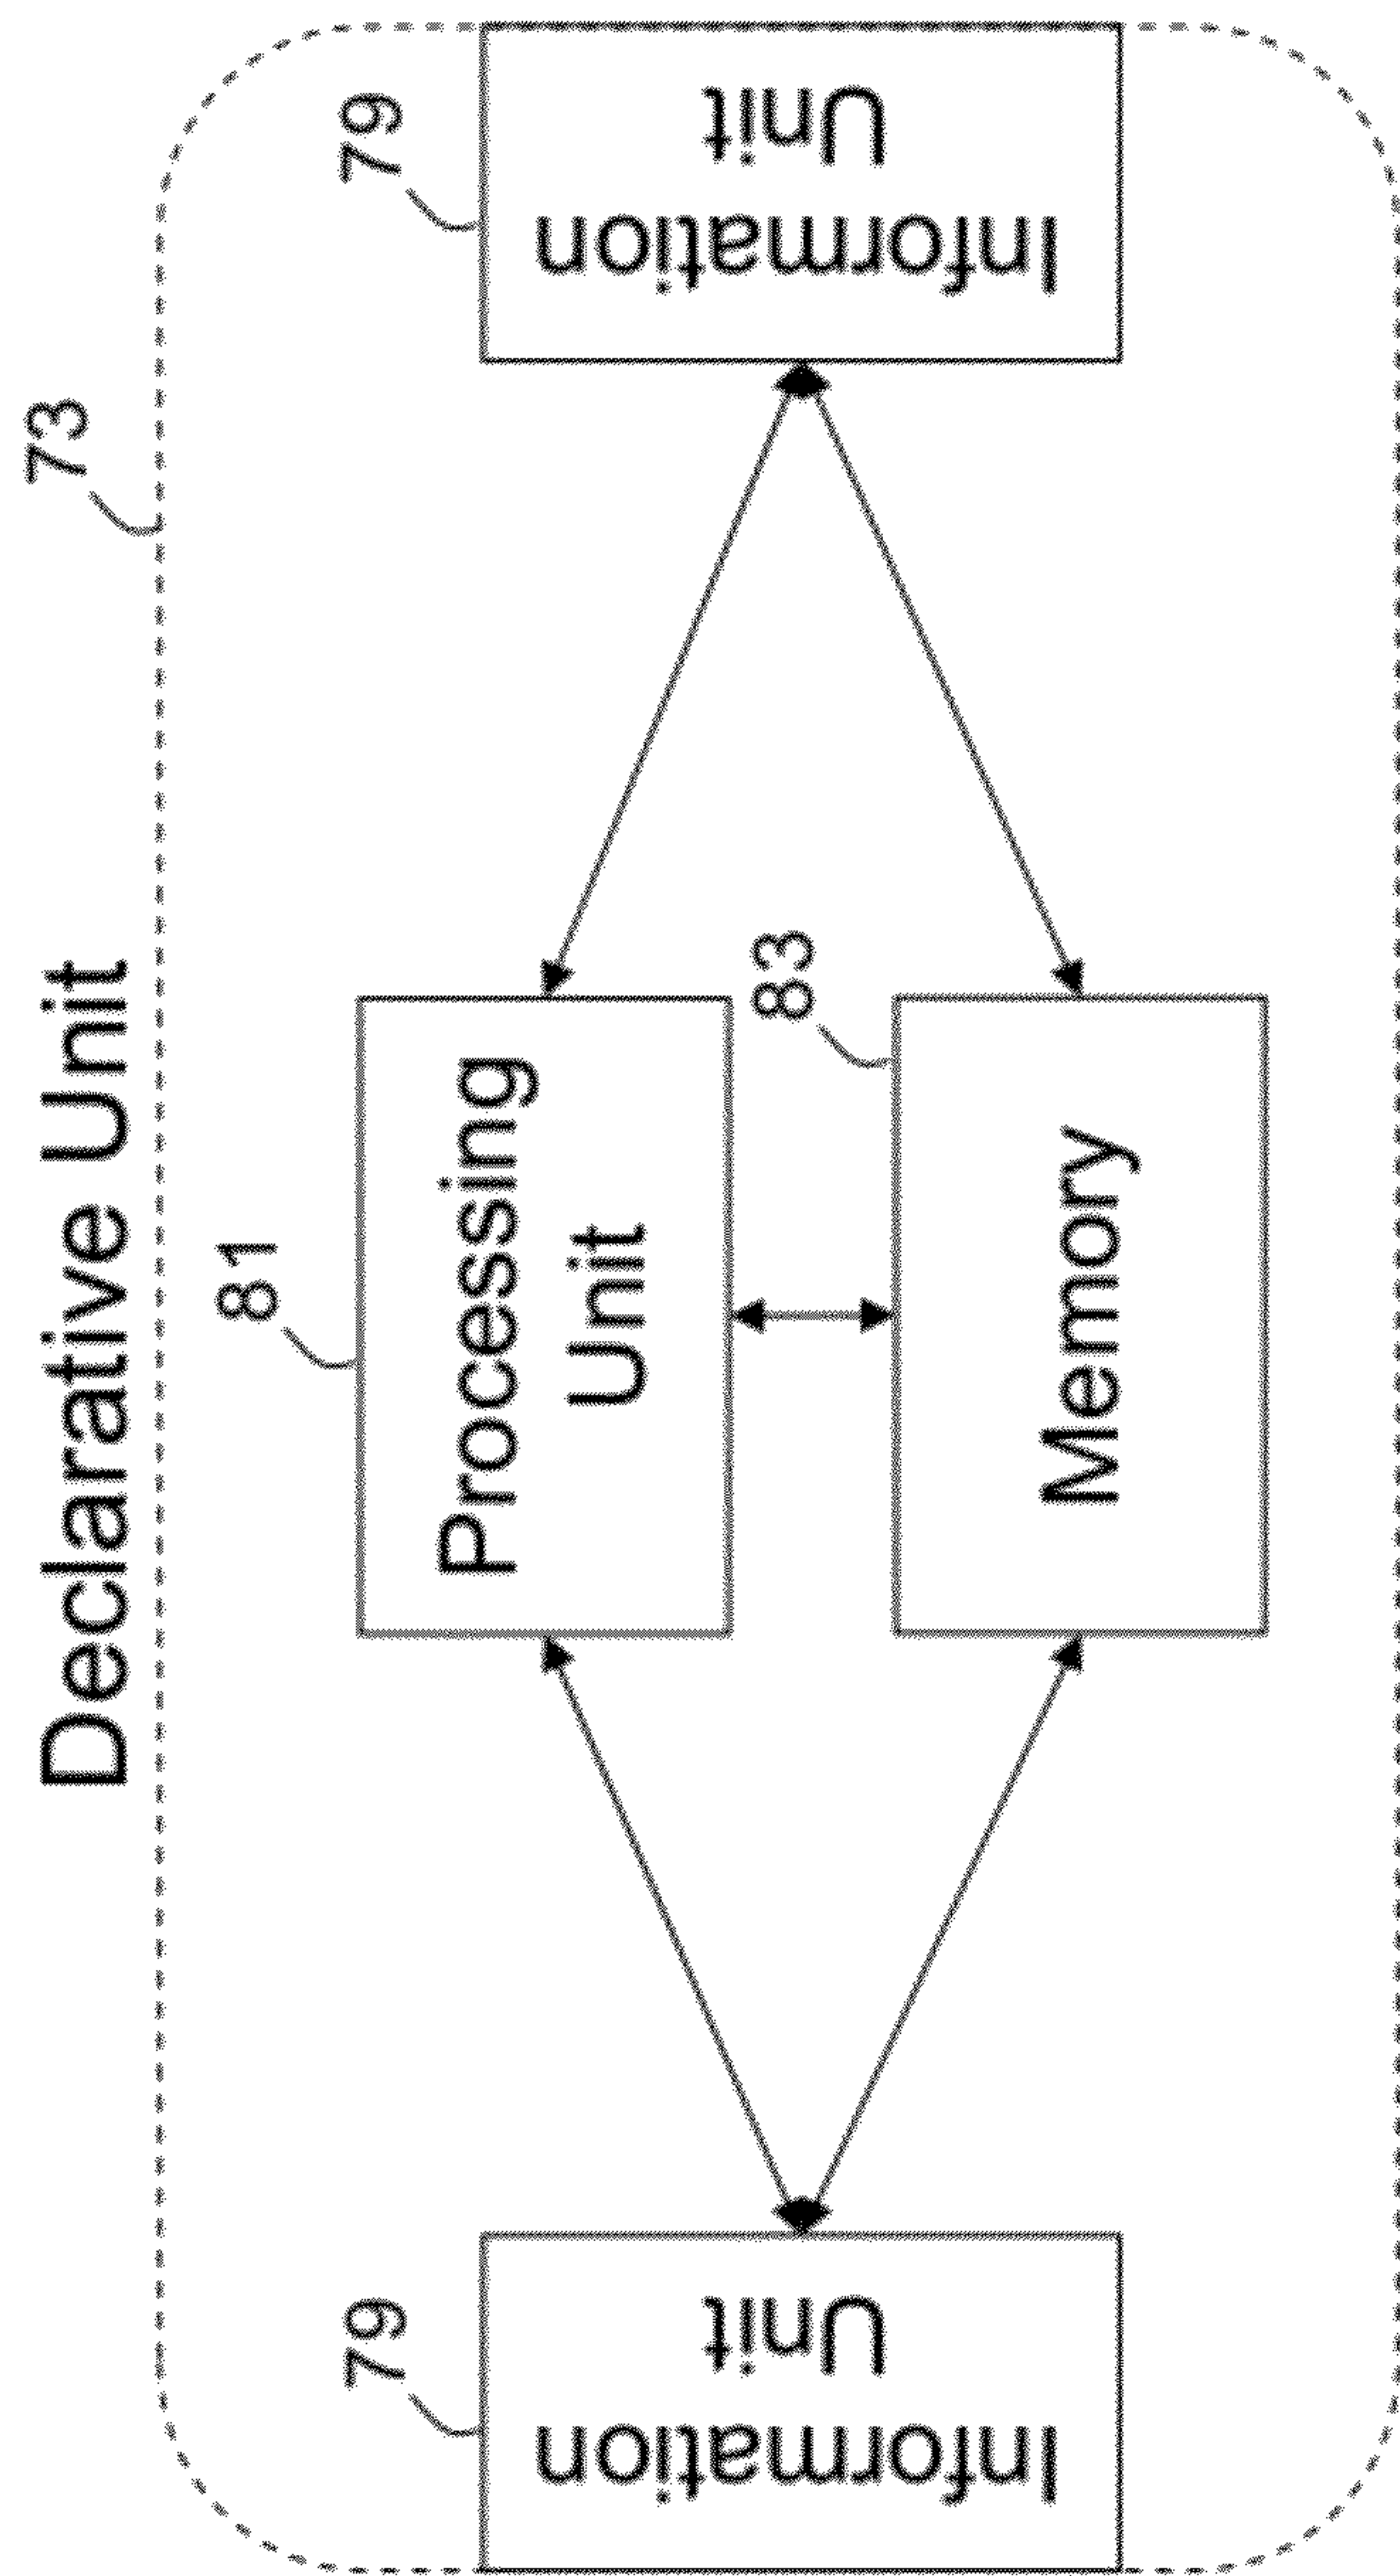 Declarative Unit
73
79
Information
Unit
81
Processing
Unit
83
Memory
79
Information
Unit